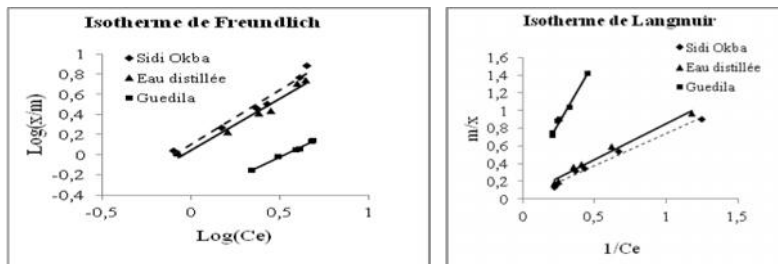 Isotherme de Freundlich
Sidi Okba
Eau distillée
Guedila
Log(x/m)
1
0,8
0,6
0,4
0,2
0
-0,2
-0,4
-0,5
0
0,5
1
Log(Ce)
Isotherme de Langmuir
Sidi Okba
Eau distillée
Guedila
m/x
1,6
1,4
1,2
1
0,8
0,6
0,4
0,2
0
0
0,5
1
1,5
1/Ce